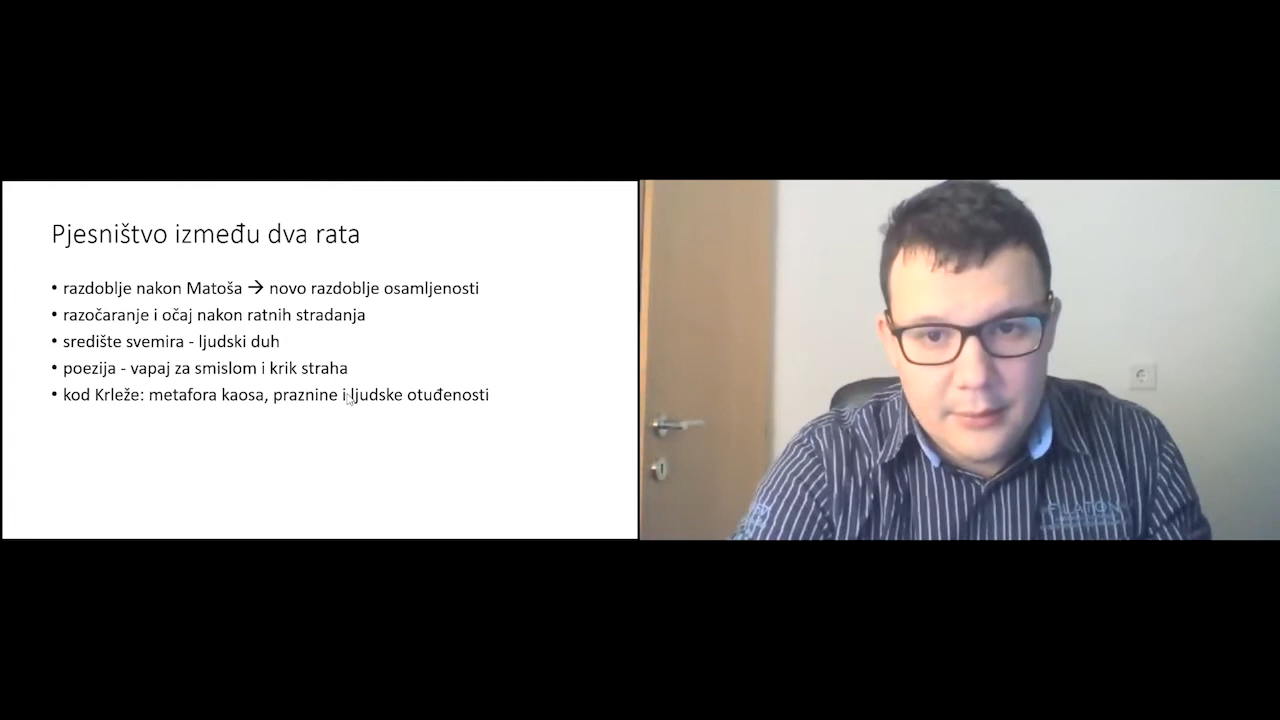 Pjesništvo između dva rata
• razdoblje nakon Matoša → novo razdoblje osamljenosti
• razočaranje i očaj nakon ratnih stradanja
• središte svemira - ljudski duh
• poezija - vapaj za smislom i krik straha
• kod Krleže: metafora kaosa, praznine i ljudske otuđenosti
FILATON